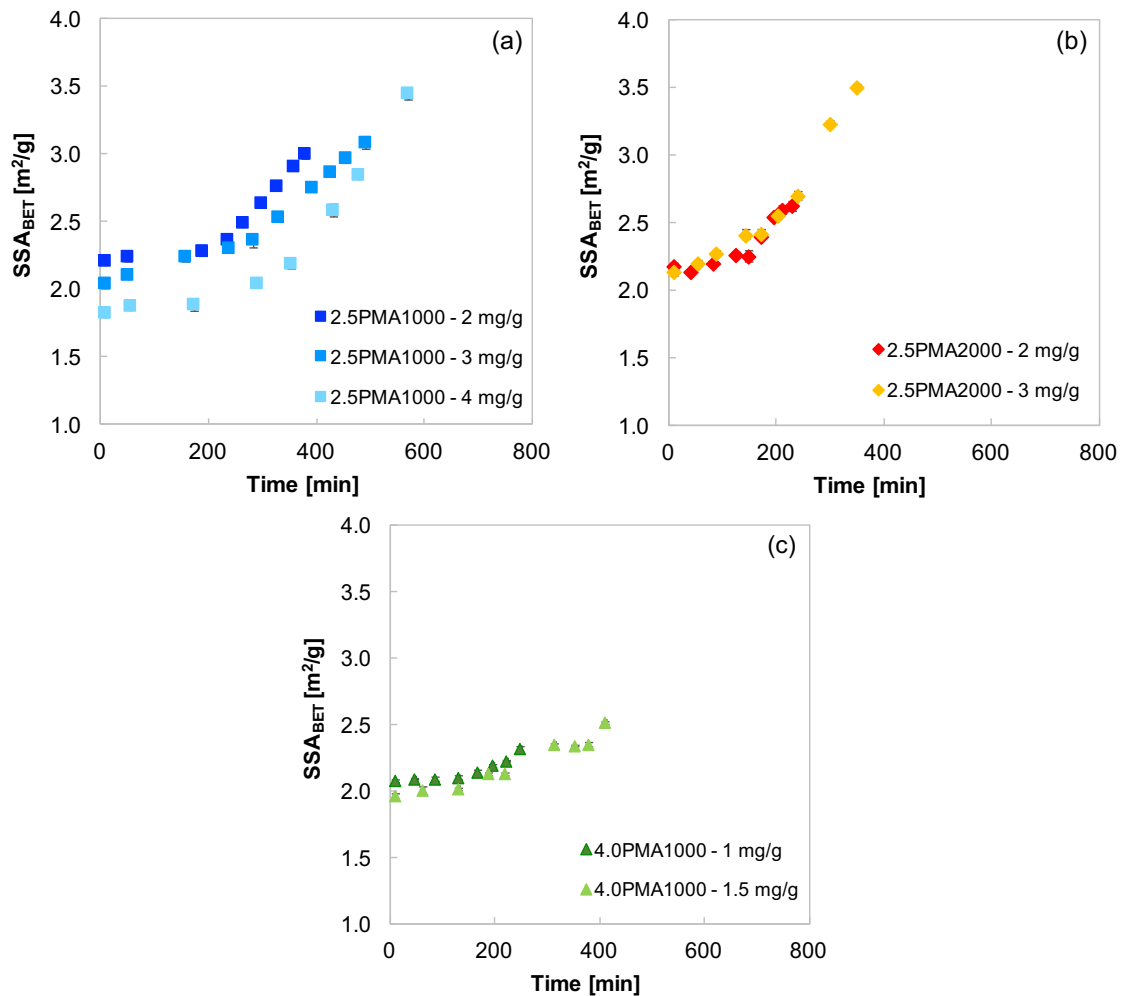 (a)
SSA_BET [m²/g]
4.0
3.5
3.0
2.5
2.0
1.5
1.0
2.5PMA1000 - 2 mg/g
2.5PMA1000 - 3 mg/g
2.5PMA1000 - 4 mg/g
0 200 400 600 800
Time [min]
(b)
SSA_BET [m²/g]
4.0
3.5
3.0
2.5
2.0
1.5
1.0
2.5PMA2000 - 2 mg/g
2.5PMA2000 - 3 mg/g
0 200 400 600 800
Time [min]
(c)
SSA_BET [m²/g]
4.0
3.5
3.0
2.5
2.0
1.5
1.0
4.0PMA1000 - 1 mg/g
4.0PMA1000 - 1.5 mg/g
0 200 400 600 800
Time [min]